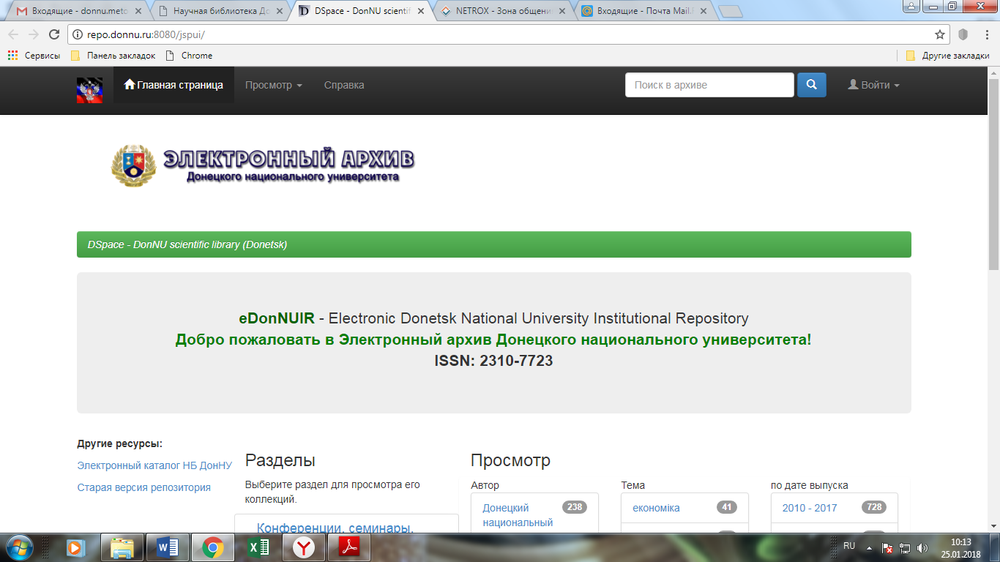 Входящие - donnu.meto
Научная библиотека До
DSpace - DonNU scientif
NETROX - Зона общени
Входящие - Почта Mail.
repo.donnu.ru:8080/jspui/
Сервисы
Панель закладок
Chrome
Другие закладки
Главная страница
Просмотр
Справка
Поиск в архиве
Войти
ЭЛЕКТРОННЫЙ АРХИВ
Донецкого национального университета
DSpace - DonNU scientific library (Donetsk)
eDonNUIR - Electronic Donetsk National University Institutional Repository
Добро пожаловать в Электронный архив Донецкого национального университета!
ISSN: 2310-7723
Другие ресурсы:
Электронный каталог НБ ДонНУ
Старая версия репозитория
Разделы
Выберите раздел для просмотра его
коллекций.
Конференции, семинары,
Просмотр
Автор
Донецкий 238
национальный
Тема
економіка 41
по дате выпуска
2010 - 2017 728
RU
10:13
25.01.2018